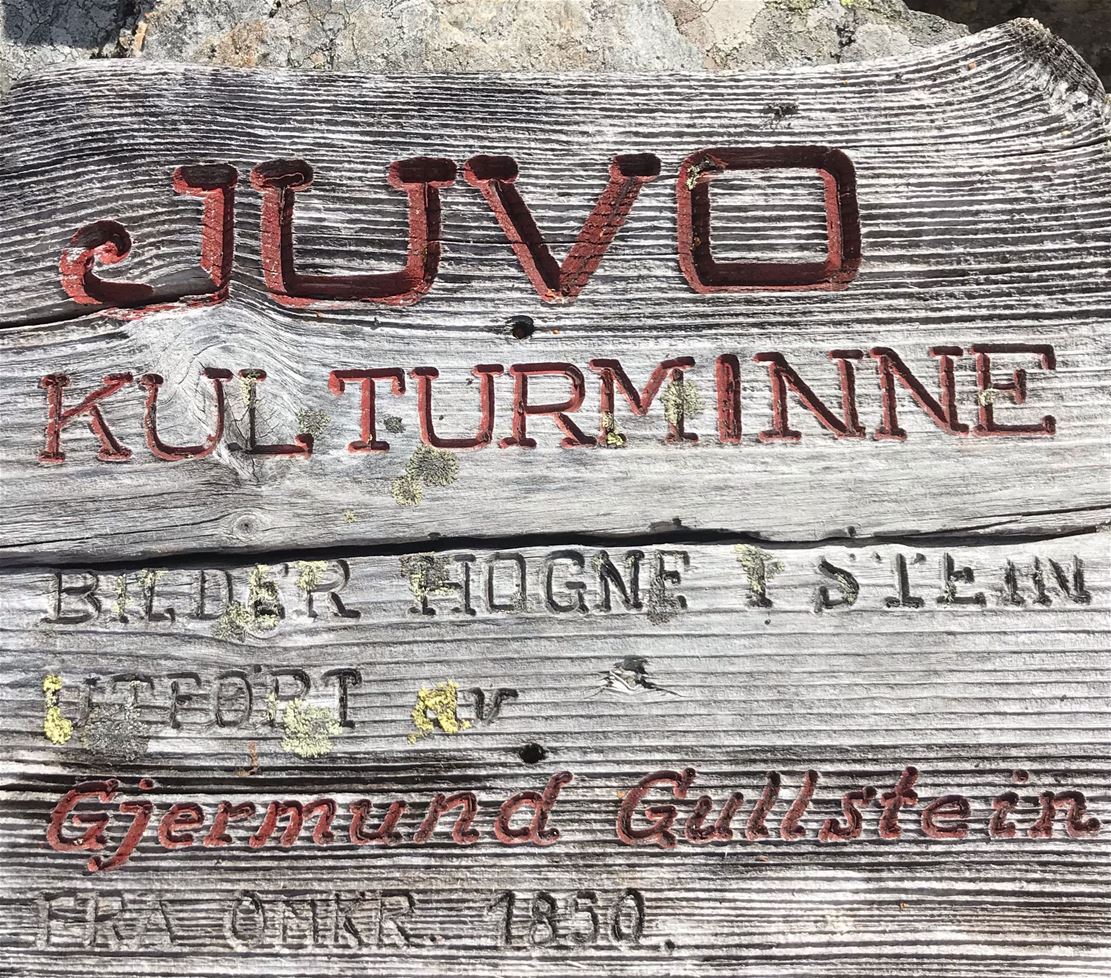 JUVO
KULTURMINNE
BILDER HOGNE I STEIN
UTFØRT av
Gjermund Gullstein
FRA OMKR. 1850.